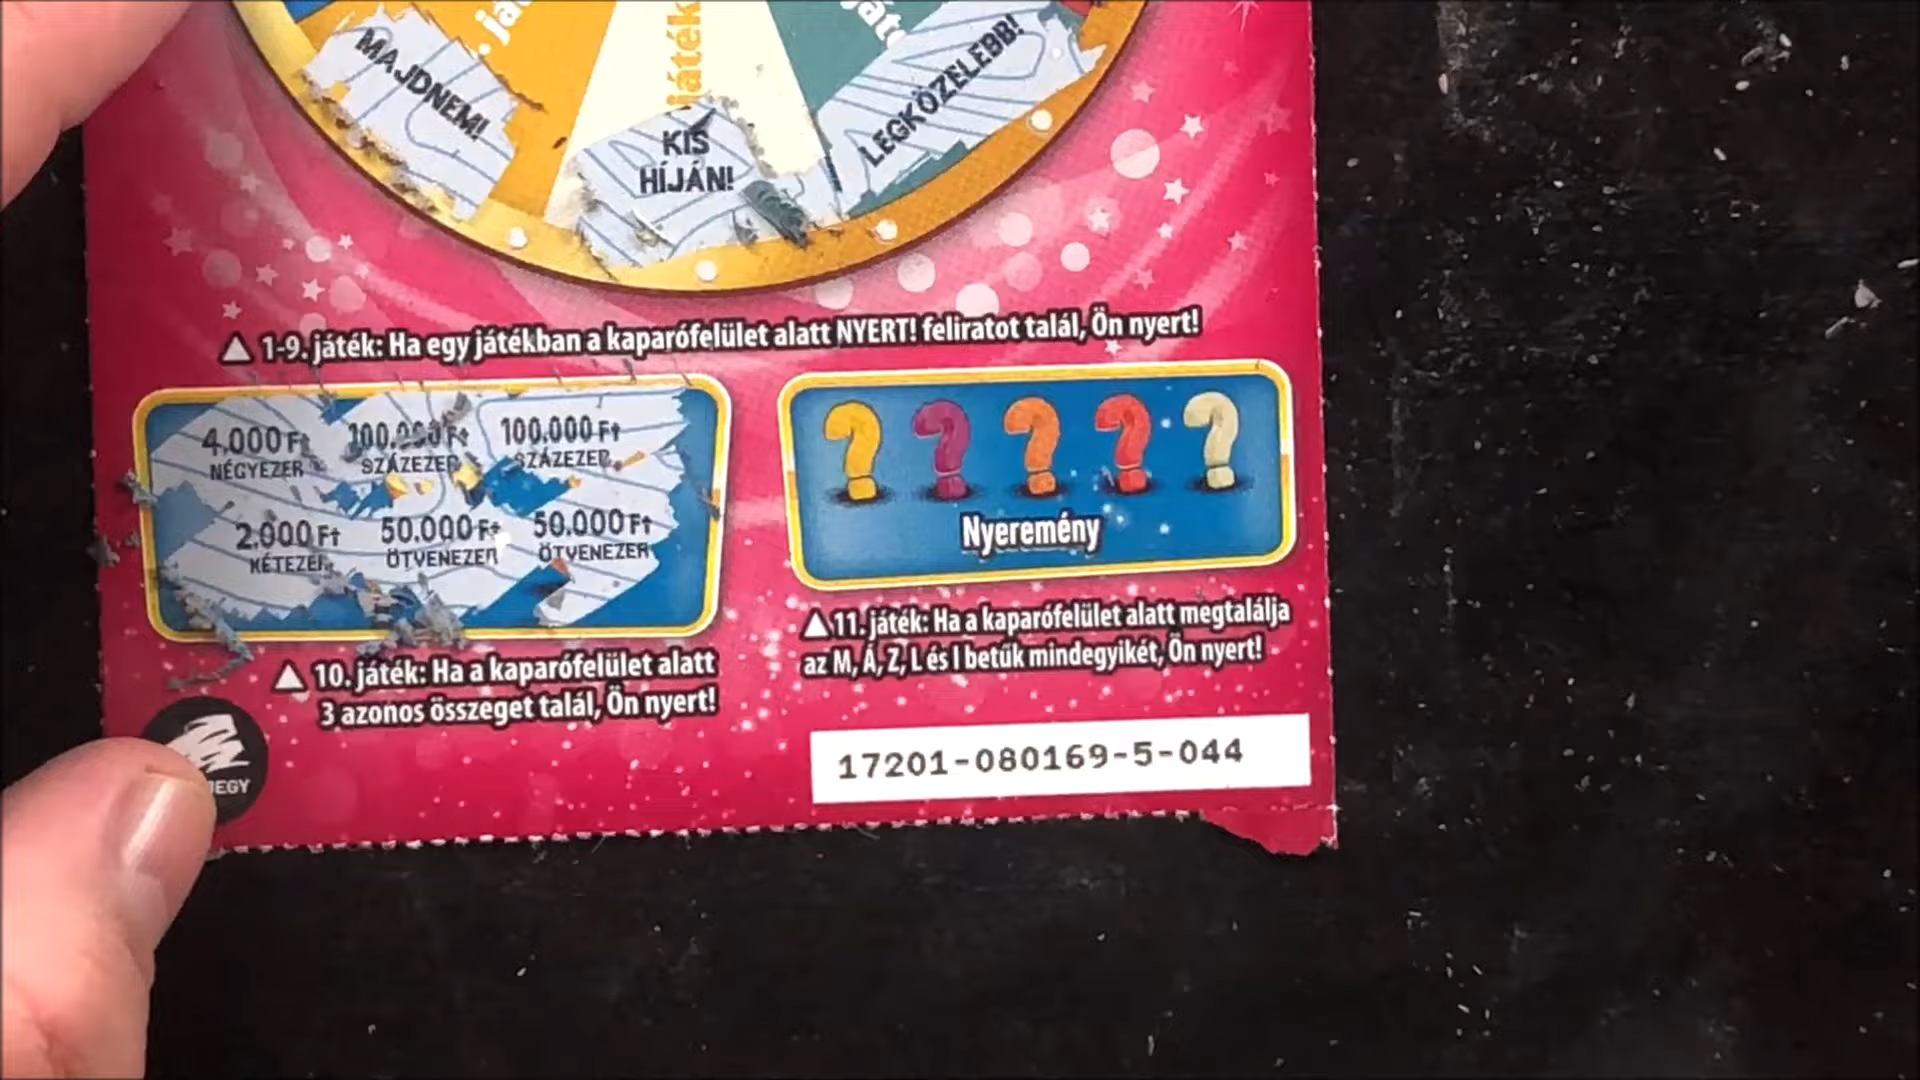 MAJDNEM!
játék
KIS
HÍJÁN!
LEGKÖZELEBB!
1-9. játék: Ha egy játékban a kaparófelület alatt NYERT! feliratot talál, Ön nyert!
4.000 Ft 100.000 Ft 100.000 Ft
NÉGYEZER SZÁZEZER SZÁZEZER
2.000 Ft 50.000 Ft 50.000 Ft
KÉTEZER ÖTVENEZER ÖTVENEZER
Nyeremény
10. játék: Ha a kaparófelület alatt
3 azonos összeget talál, Ön nyert!
11. játék: Ha a kaparófelület alatt megtalálja
az M, Á, Z, L és I betűk mindegyikét, Ön nyert!
17201-080169-5-044